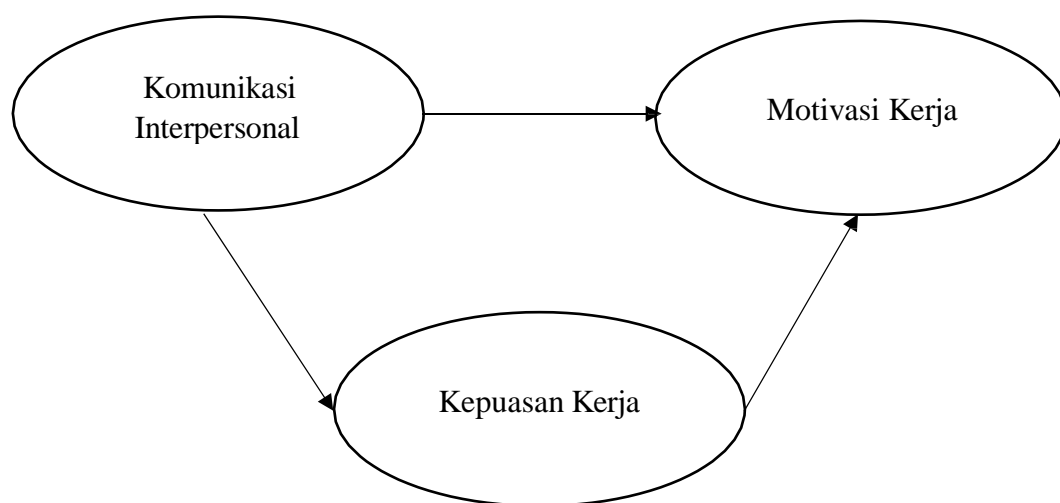 Komunikasi
Interpersonal
Motivasi Kerja
Kepuasan Kerja